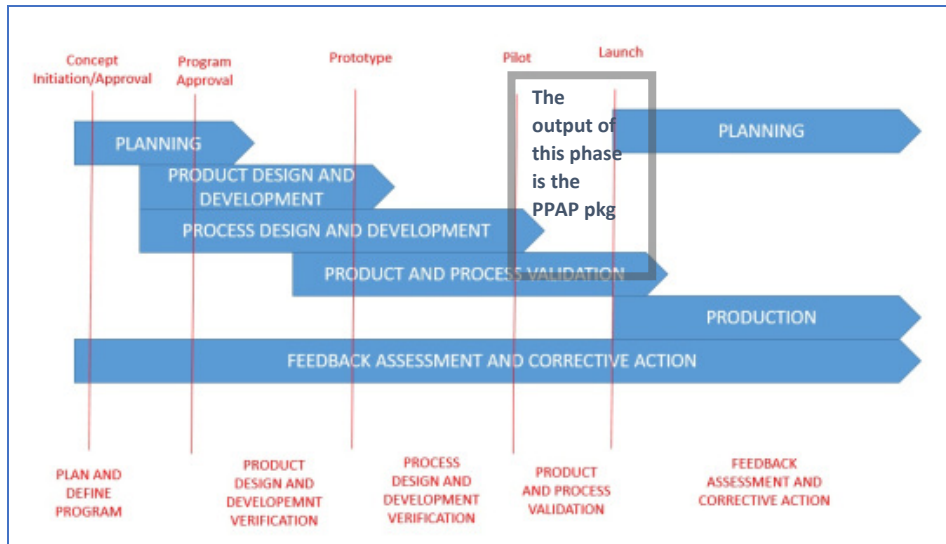 Concept
Initiation/Approval
Program
Approval
Prototype
Pilot
Launch
The
output of
this phase
is the
PPAP pkg
PLANNING
PLANNING
PRODUCT DESIGN AND
DEVELOPMENT
PROCESS DESIGN AND DEVELOPMENT
PRODUCT AND PROCESS VALIDATION
PRODUCTION
FEEDBACK ASSESSMENT AND CORRECTIVE ACTION
PLAN AND
DEFINE
PROGRAM
PRODUCT
DESIGN AND
DEVELOPEMNT
VERIFICATION
PROCESS
DESIGN AND
DEVELOPMENT
VERIFICATION
PRODUCT
AND PROCESS
VALIDATION
FEEDBACK
ASSESSMENT AND
CORRECTIVE ACTION